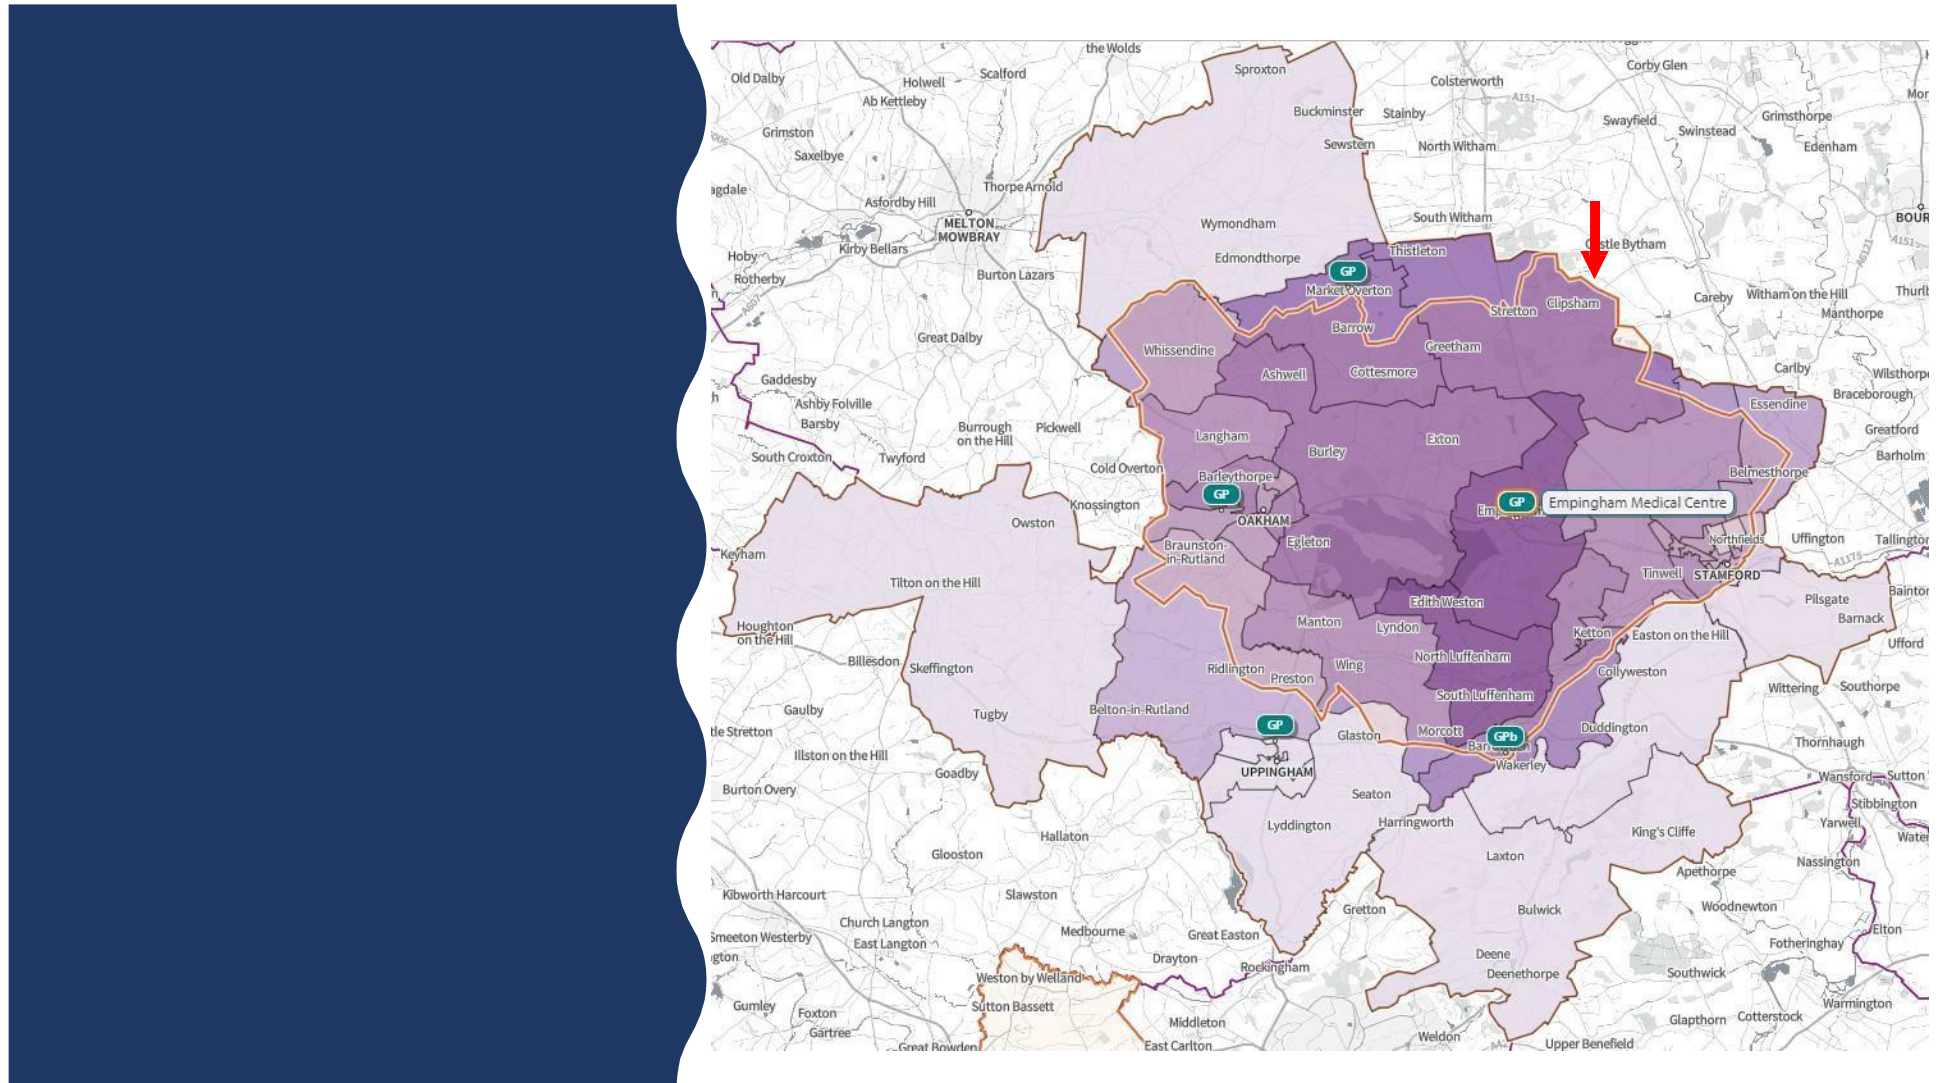 the Wolds
Old Dalby
Holwell
Scalford
Sproxton
Colsterworth
Corby Glen
Ab Kettleby
Buckminster
Stainby
A151
Grimsthorpe
Swayfield
Swinstead
Grimston
Saxelbye
Sewstern
North Witham
Edenham
Thorpe Arnold
Asfordby Hill
MELTON
MOWBRAY
Wymondham
South Witham
Kirby Bellars
Hoby
Rotherby
Burton Lazars
Edmondthorpe
Thistleton
A151
A6121
GP
Market Overton
Careby
Witham on the Hill
Manthorpe
A607
Stretton
Clipsham
Barrow
Great Dalby
Whissendine
Greetham
Ashwell
Cottesmore
Carlby
Gaddesby
Ashby Folville
Barsby
Braceborough
Essendine
Burrough
on the Hill
Pickwell
Langham
Exton
Burley
Greatford
South Croxton
Twyford
Cold Overton
Barleythorpe
Belmesthorpe
Barholm
GP
GP
Empingham Medical Centre
Knossington
Owston
OAKHAM
Egleton
Northfields
Uffington
Keyham
Braunston-
in-Rutland
A1175
Tilton on the Hill
Tinwell
STAMFORD
Edith Weston
Pilsgate
Barnack
Houghton
on the Hill
Manton
Lyndon
Ketton
Easton on the Hill
Ufford
Billesdon
Skeffington
Ridlington
Preston
Wing
North Luffenham
Collyweston
South Luffenham
Wittering
Southorpe
Gaulby
Tugby
Belton-in-Rutland
GP
Glaston
Morcott
GPb
Duddington
Illston on the Hill
Thornhaugh
Goadby
UPPINGHAM
Wakerley
Wansford
Sutton
Burton Overy
Seaton
Stibbington
Lyddington
Harringworth
Yarwell
Hallaton
King's Cliffe
Glooston
Laxton
Nassington
Apethorpe
Kibworth Harcourt
Slawston
Gretton
Bulwick
Woodnewton
Church Langton
East Langton
Smeeton Westerby
Medbourne
Great Easton
Elton
Fotheringhay
Drayton
Rockingham
Deene
Deenethorpe
Southwick
Weston by Welland
Sutton Bassett
Gumley
Foxton
Gartree
Middleton
Warmington
Glapthorn
Cotterstock
Weldon
Great Bowden
East Carlton
Upper Benefield